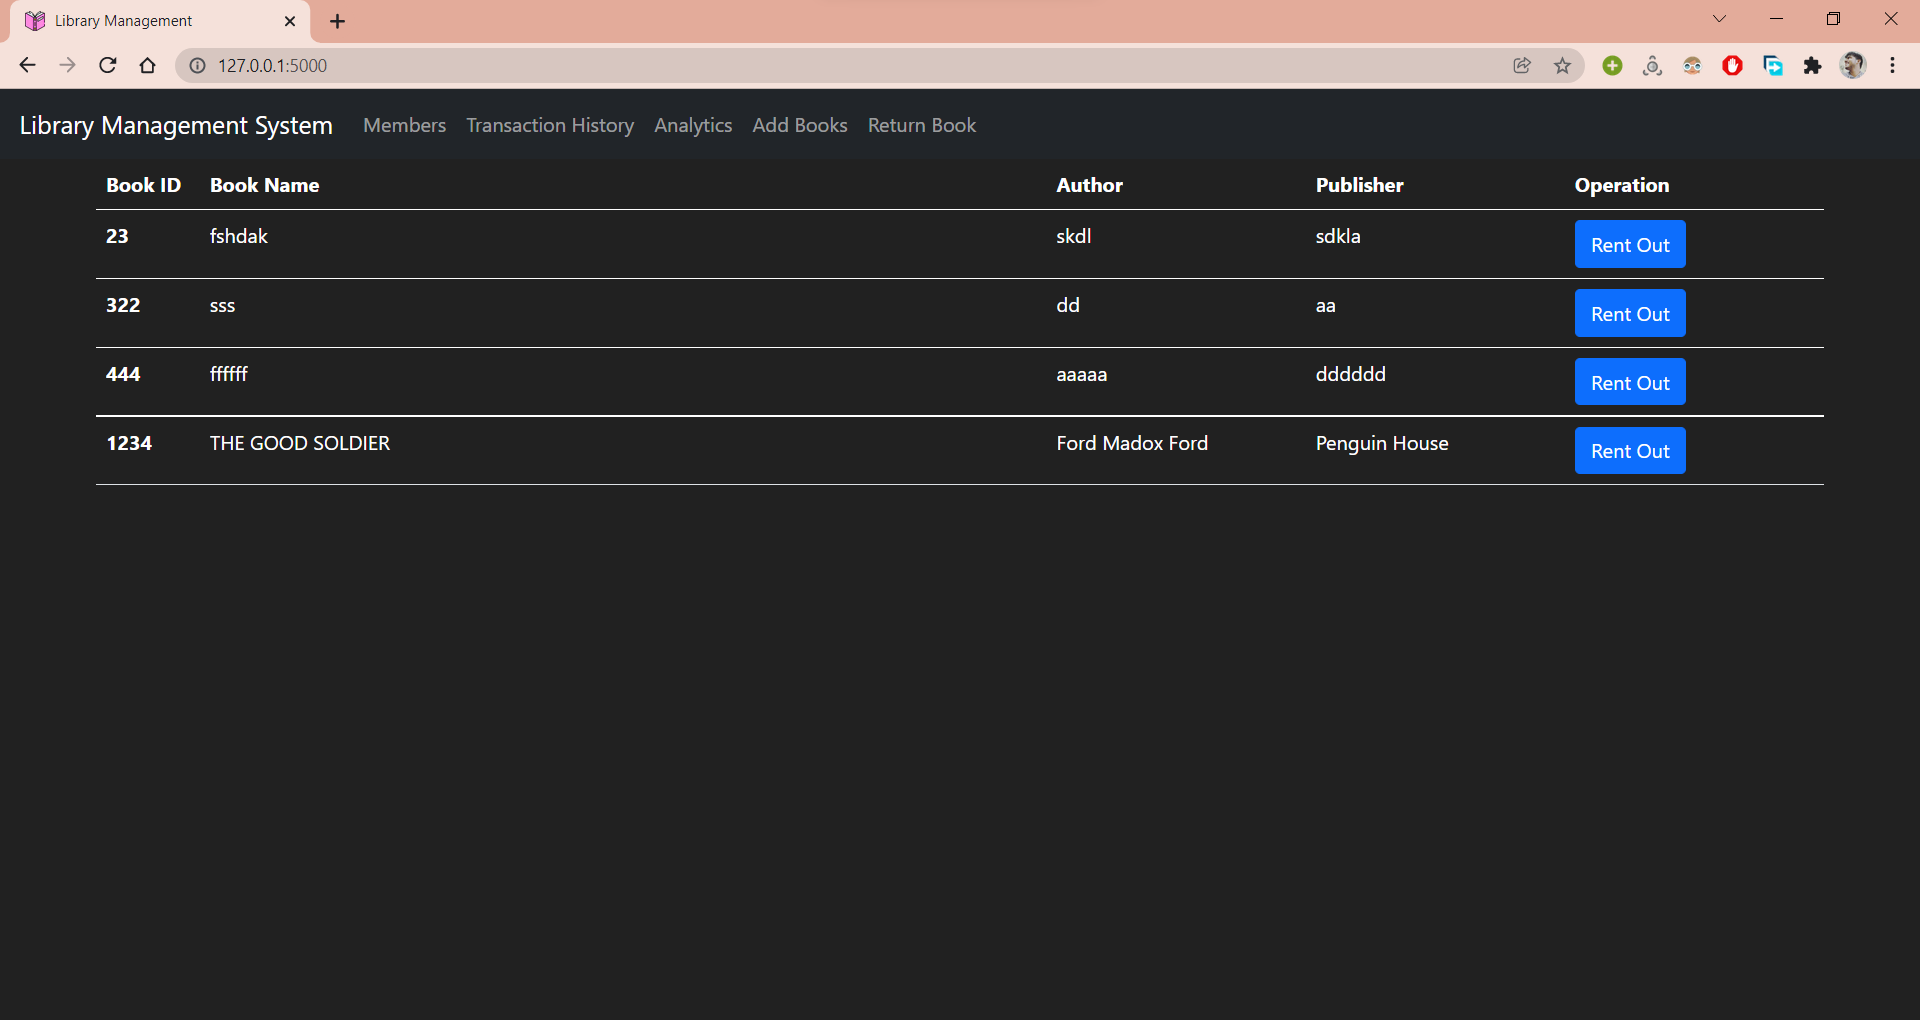 Library Management
127.0.0.1:5000
Library Management System Members Transaction History Analytics Add Books Return Book
Book ID Book Name Author Publisher Operation
23 fshdak skdl sdkla Rent Out
322 sss dd aa Rent Out
444 ffffff aaaaa dddddd Rent Out
1234 THE GOOD SOLDIER Ford Madox Ford Penguin House Rent Out